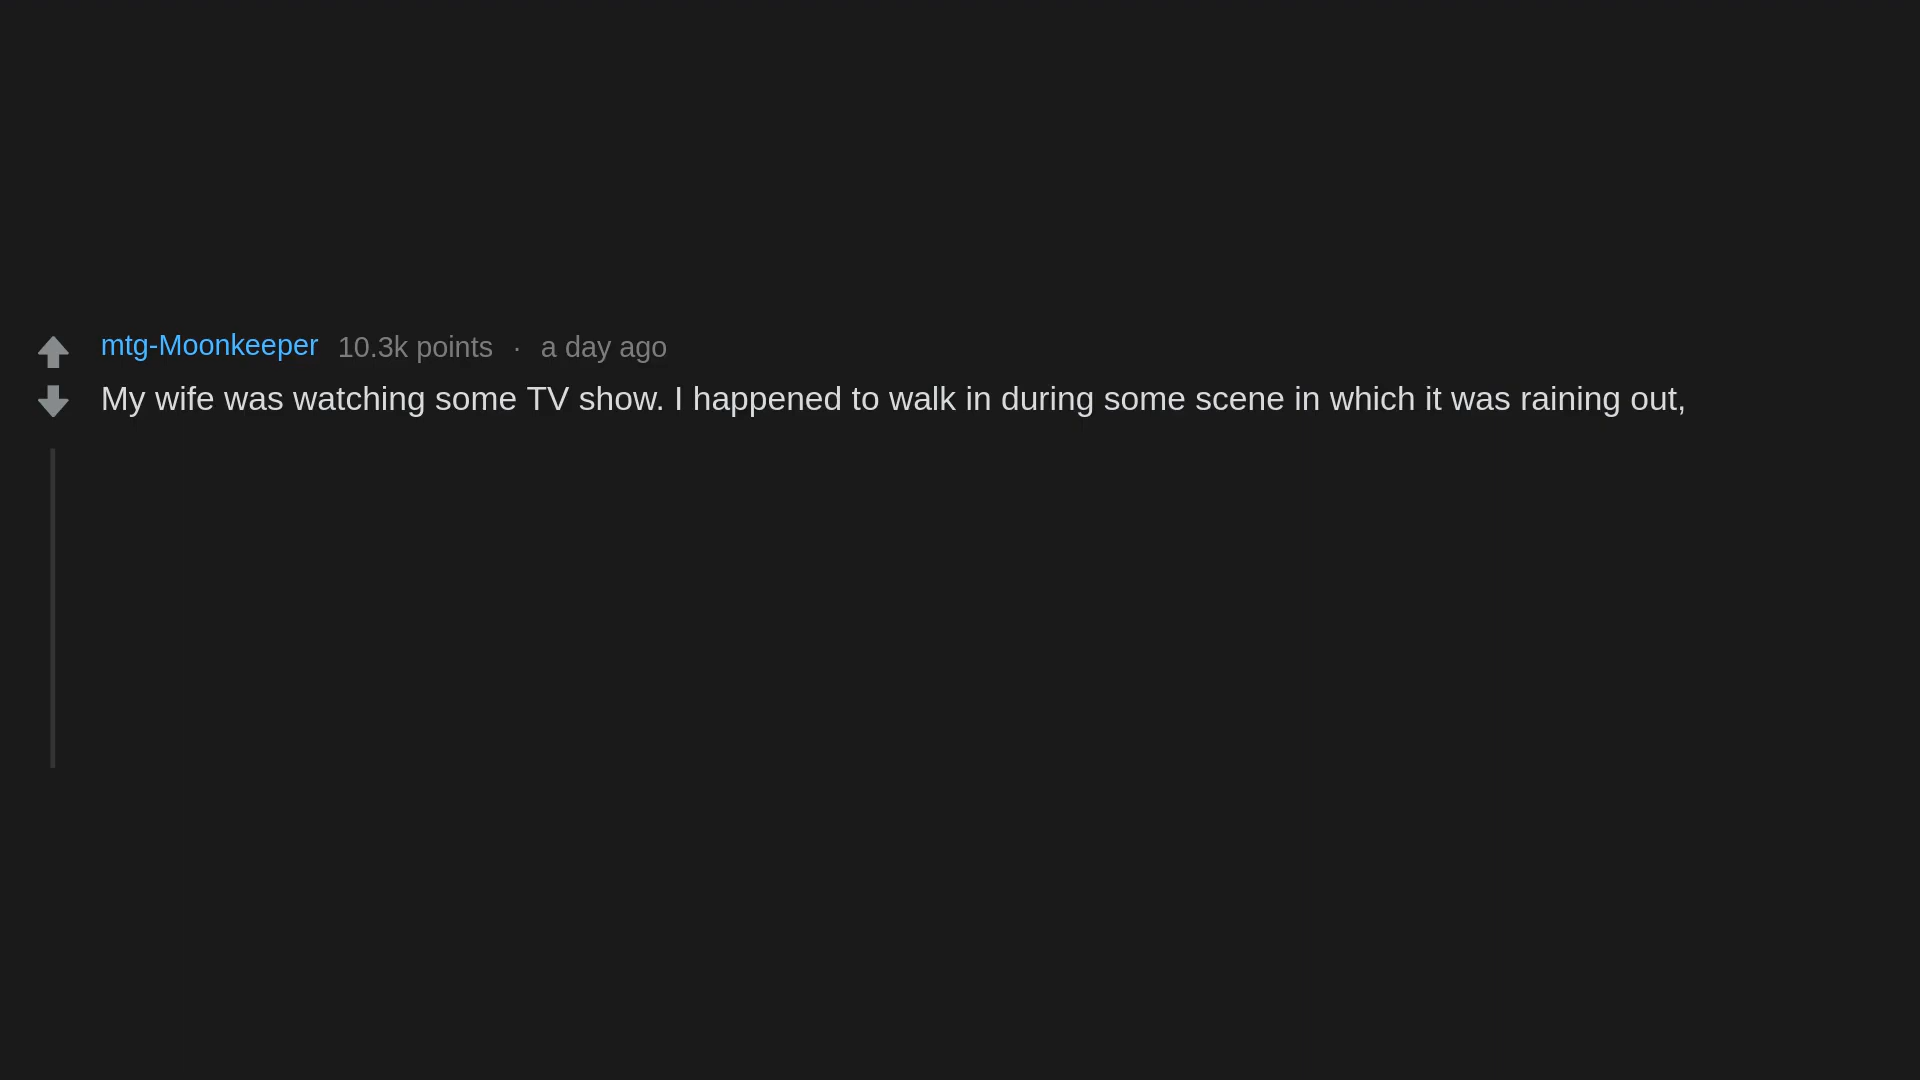 mtg-Moonkeeper 10.3k points · a day ago
My wife was watching some TV show. I happened to walk in during some scene in which it was raining out,